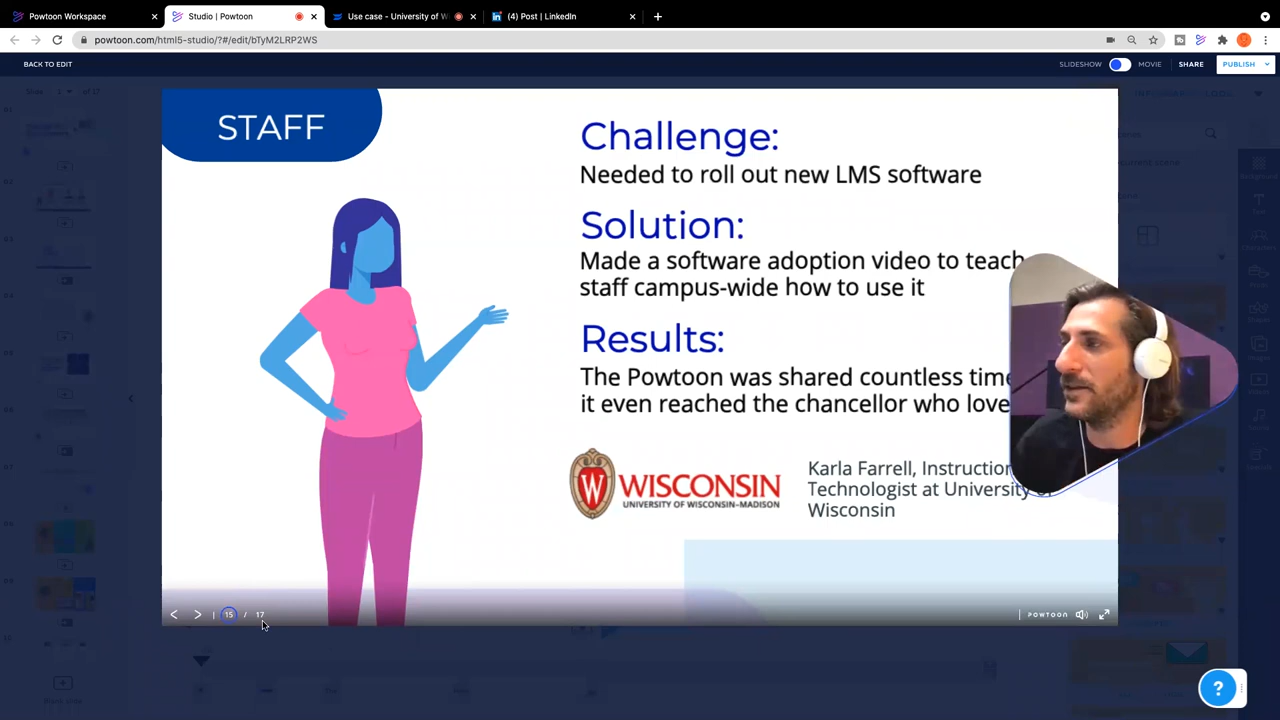 Powtoon Workspace
Studio | Powtoon
Use case - University of W
(4) Post | LinkedIn
powtoon.com/html5-studio/?#/edit/bTyM2LRP2WS
BACK TO EDIT
SLIDESHOW
MOVIE
SHARE
PUBLISH
STAFF
Challenge:
Needed to roll out new LMS software
Solution:
Made a software adoption video to teach
staff campus-wide how to use it
Results:
The Powtoon was shared countless time
it even reached the chancellor who love
W
WISCONSIN
UNIVERSITY OF WISCONSIN-MADISON
Karla Farrell, Instruction
Technologist at University of
Wisconsin
15 / 17
POWTOON
?